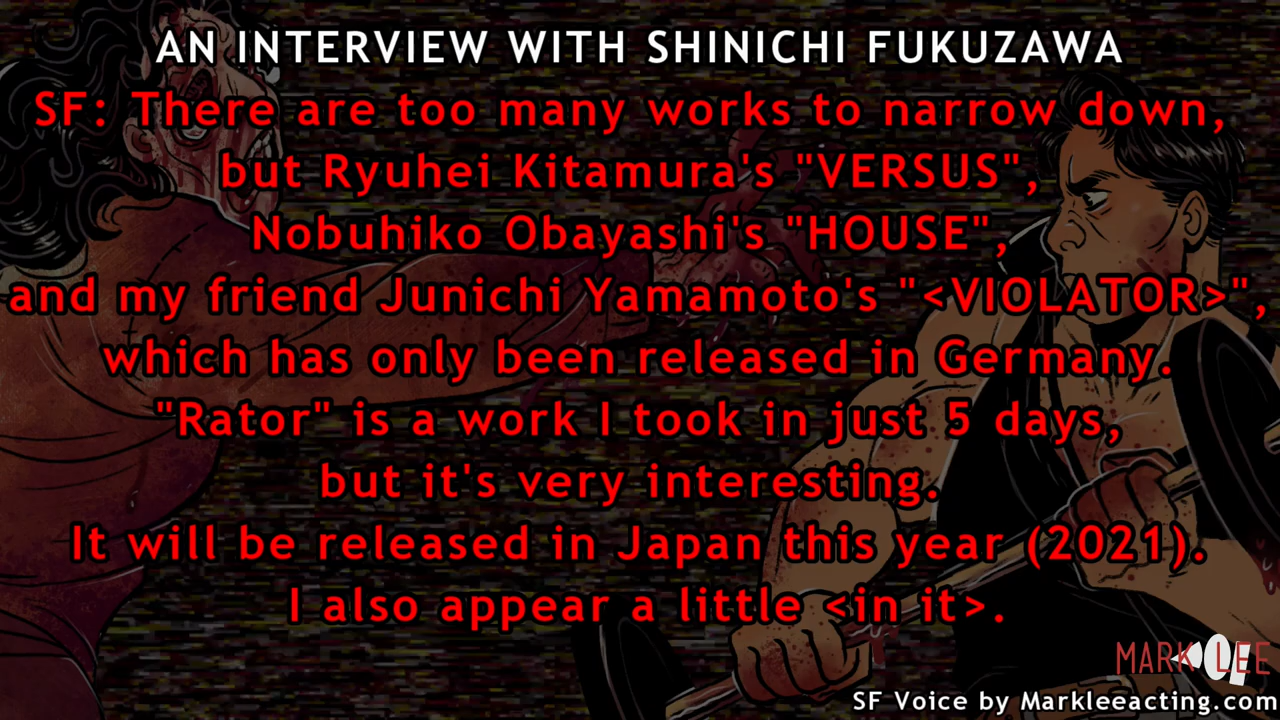 AN INTERVIEW WITH SHINICHI FUKUZAWA
SF: There are too many works to narrow down,
but Ryuhei Kitamura's "VERSUS",
Nobuhiko Obayashi's "HOUSE",
and my friend Junichi Yamamoto's "<VIOLATOR>",
which has only been released in Germany.
"Rator" is a work I took in just 5 days,
but it's very interesting.
It will be released in Japan this year (2021).
I also appear a little <in it>.
MARK LEE
SF Voice by Markleeacting.com